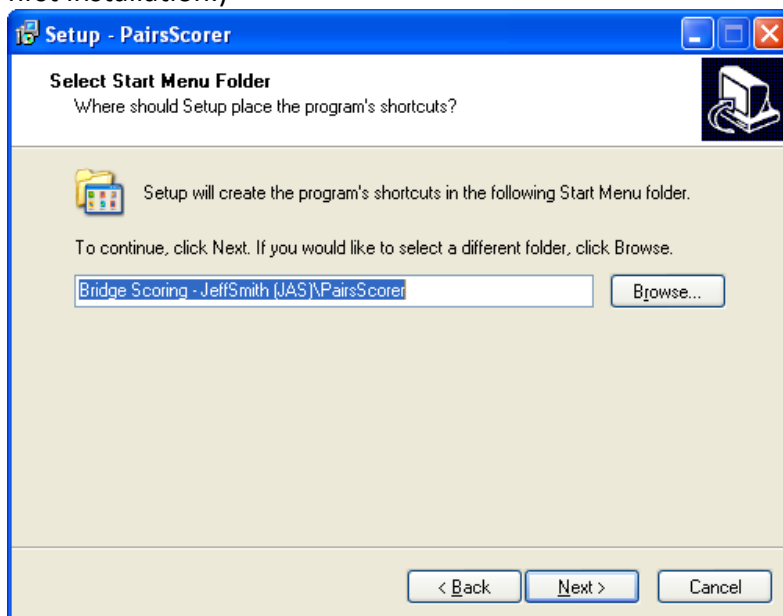 first installation.)
Setup - PairsScorer
Select Start Menu Folder
Where should Setup place the program's shortcuts?
Setup will create the program's shortcuts in the following Start Menu folder.
To continue, click Next. If you would like to select a different folder, click Browse.
Bridge Scoring - JeffSmith (JAS)\PairsScorer
Browse...
< Back
Next >
Cancel